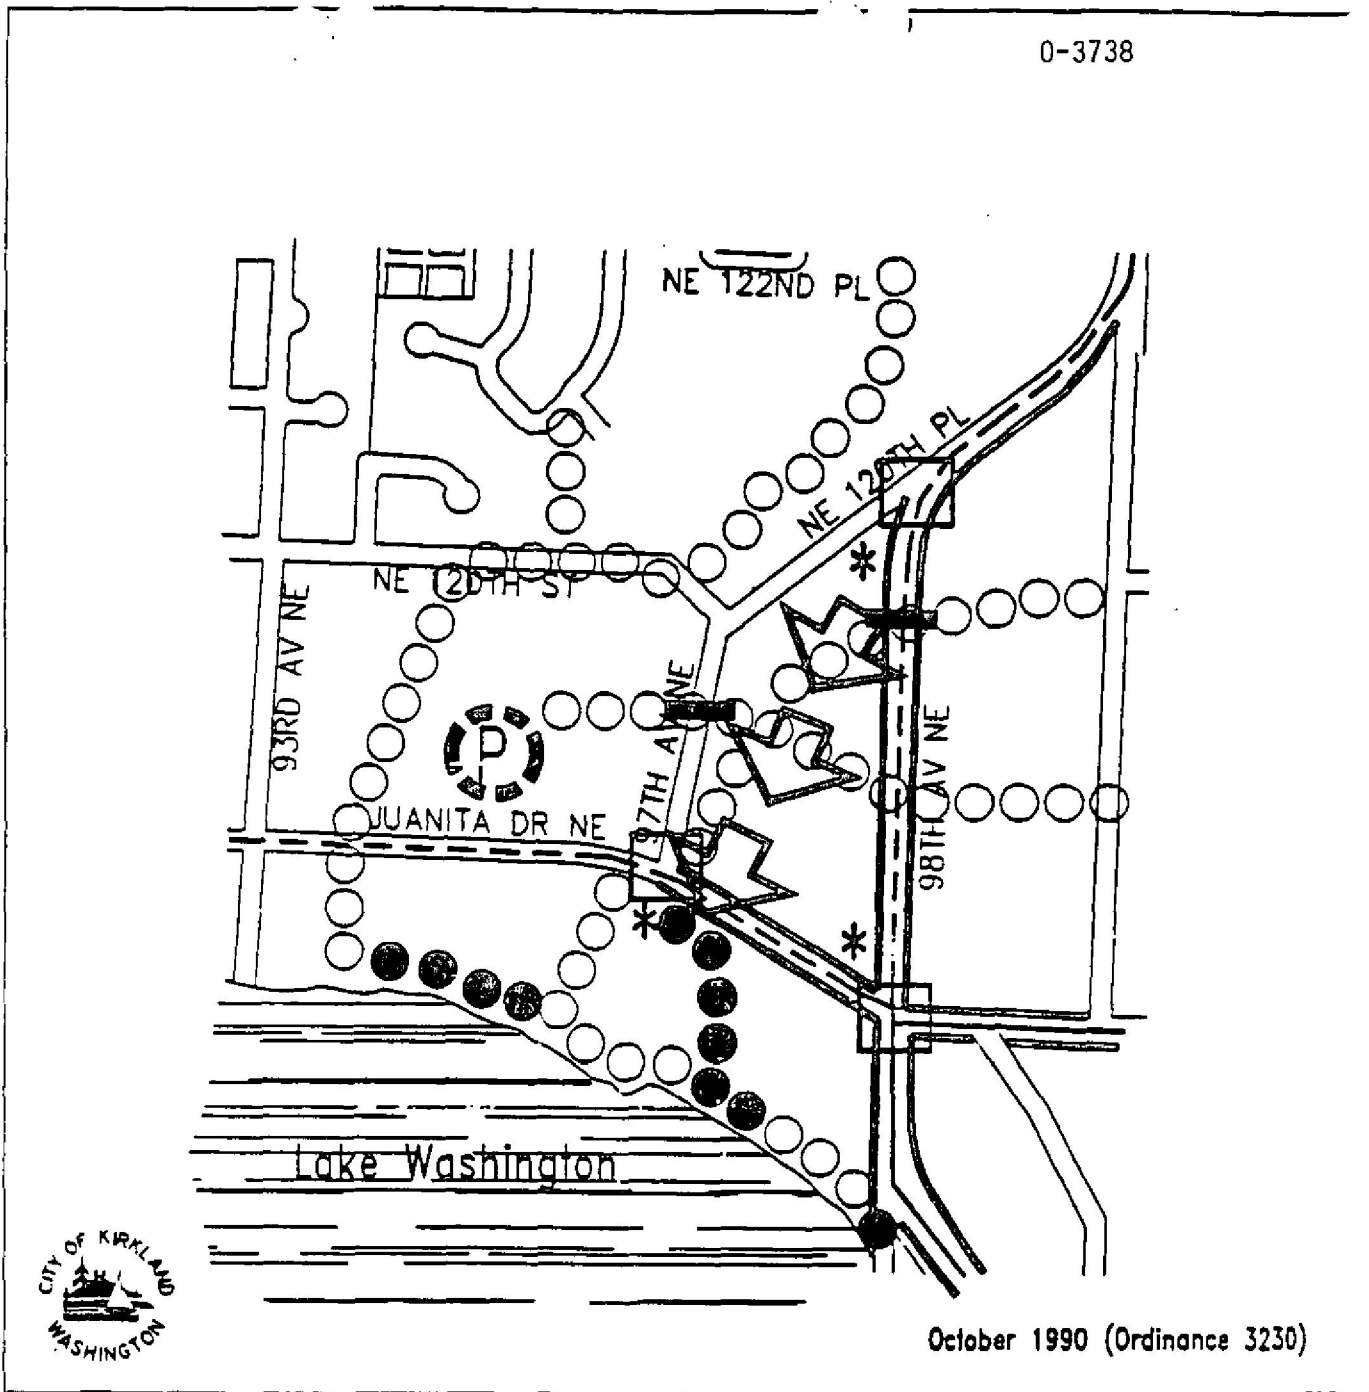 O-3738
NE 122ND PL
NE 120TH PL
NE 120TH ST
93RD AV NE
97TH AV NE
P
JUANITA DR NE
98TH AV NE
Lake Washington
CITY OF KIRKLAND
WASHINGTON
October 1990 (Ordinance 3230)